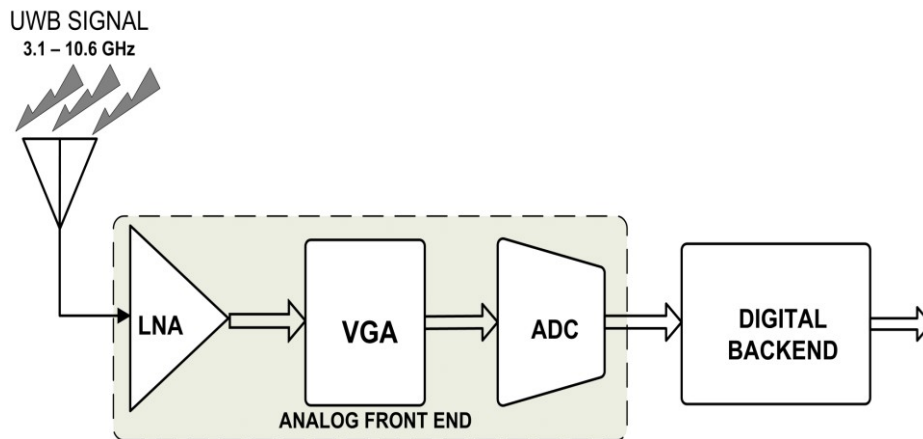 UWB SIGNAL
3.1 – 10.6 GHz
LNA
VGA
ADC
DIGITAL
BACKEND
ANALOG FRONT END